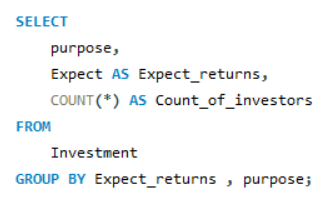 SELECT
purpose,
Expect AS Expect_returns,
COUNT(*) AS Count_of_investors
FROM
Investment
GROUP BY Expect_returns , purpose;